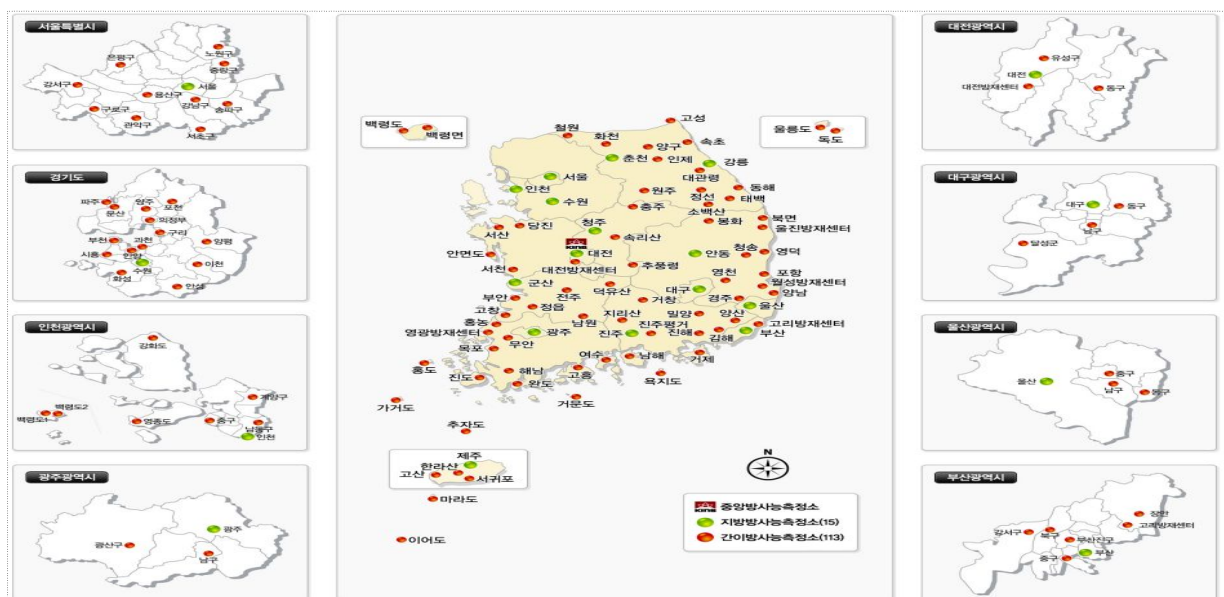 서울특별시
노원구
은평구
중랑구
강서구
서울
용산구
구로구
강남구
송파구
관악구
서초구
경기도
파주
양주
포천
문산
의정부
구리
부천
과천
양평
시흥
안양
수원
이천
화성
안성
인천광역시
강화도
계양구
백령도2
백령도1
영종도
중구
남동구
인천
광주광역시
광주
광산구
남구
백령도
백령면
울릉도
독도
고성
철원
화천
속초
양구
춘천
인제
강릉
대관령
서울
인천
원주
동해
수원
정선
태백
충주
소백산
당진
청주
봉화
북면
서산
울진방재센터
KINS
속리산
안면도
대전
안동
청송
영덕
서천
대전방재센터
추풍령
영천
포항
군산
덕유산
대구
월성방재센터
전주
양남
부안
거창
경주
정읍
울산
고창
지리산
밀양
양산
홍농
남원
진주평거
고리방재센터
영광방재센터
광주
진주
진해
김해
부산
무안
목포
여수
남해
거제
홍도
해남
고흥
진도
완도
욕지도
가거도
거문도
추자도
제주
한라산
고산
서귀포
마라도
이어도
N
KINS 중앙방사능측정소
지방방사능측정소(15)
간이방사능측정소(113)
대전광역시
유성구
대전
대전방재센터
동구
대구광역시
대구
동구
남구
달성군
울산광역시
울산
중구
남구
동구
부산광역시
장안
고리방재센터
강서구
북구
부산진구
중구
부산